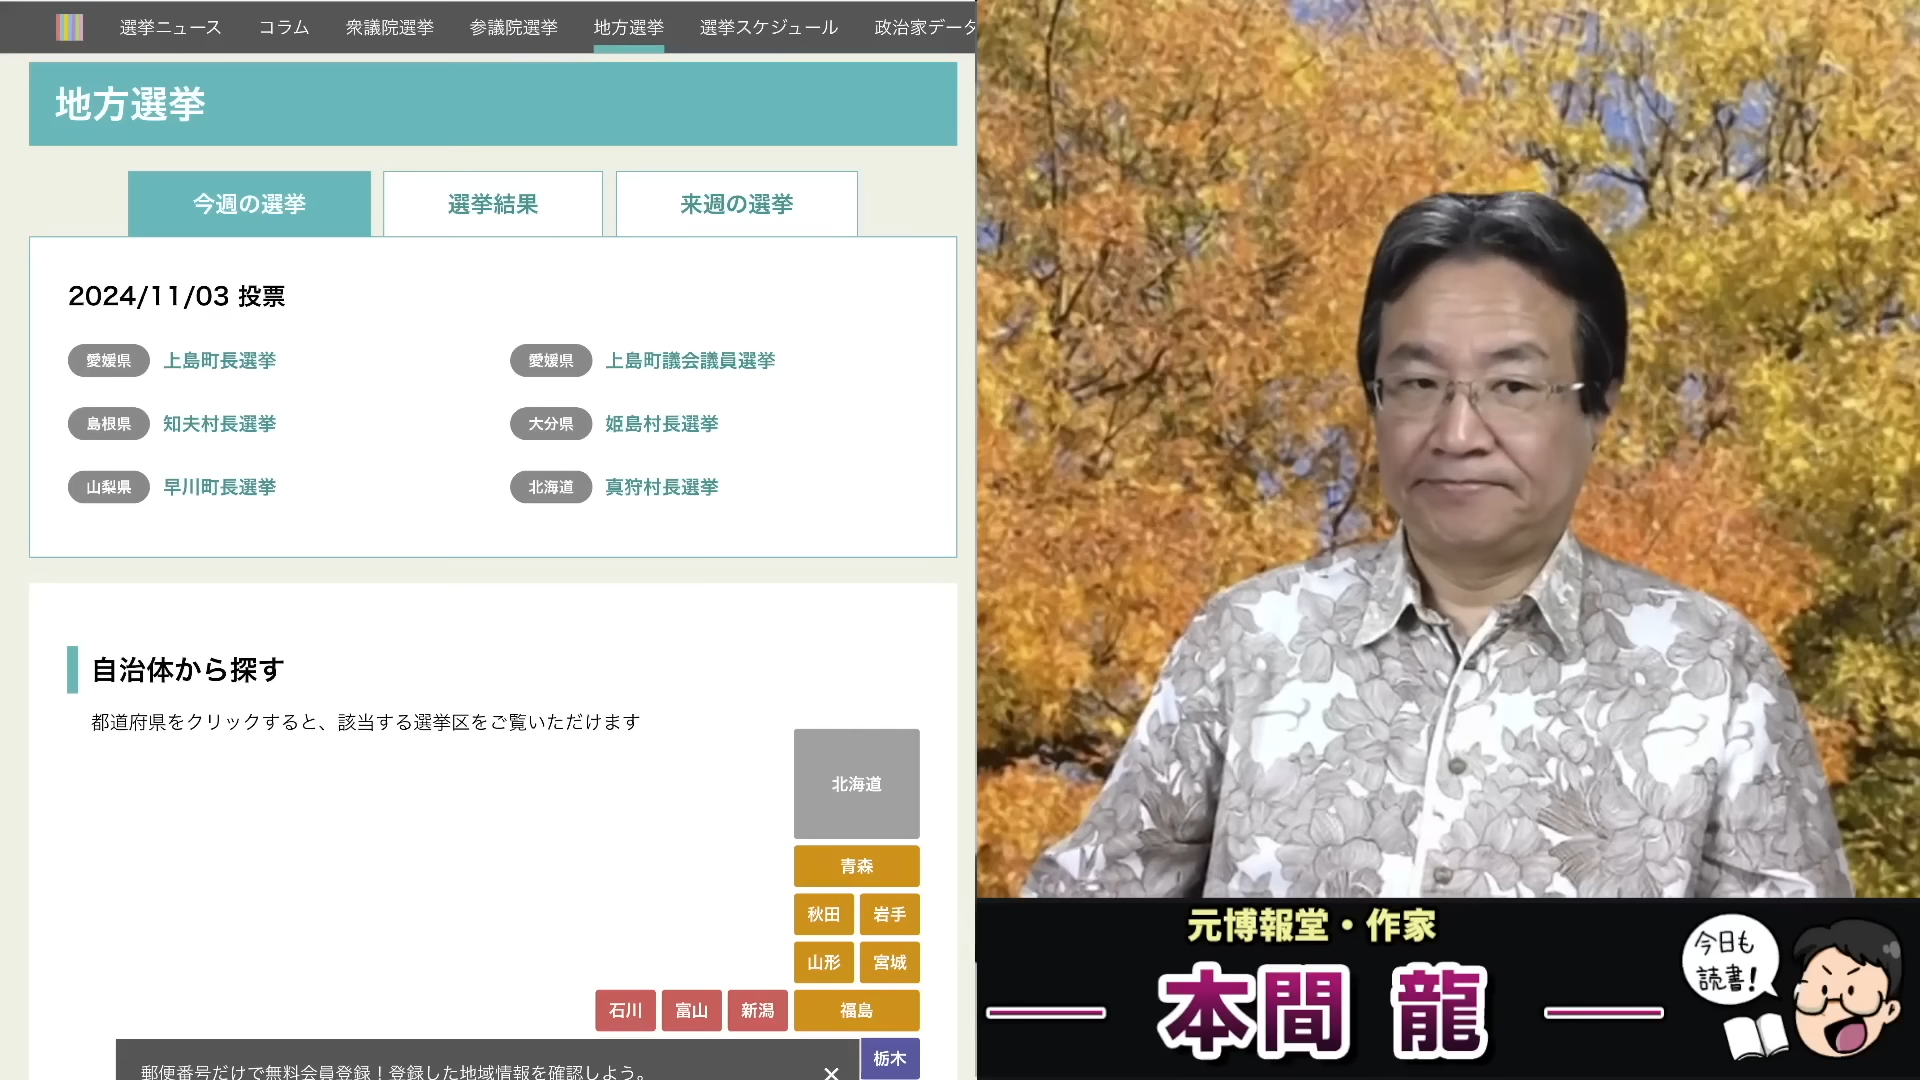 選挙ニュース コラム 衆議院選挙 参議院選挙 地方選挙 選挙スケジュール 政治家データ
地方選挙
今週の選挙 選挙結果 来週の選挙
2024/11/03 投票
愛媛県 上島町長選挙 愛媛県 上島町議会議員選挙
島根県 知夫村長選挙 大分県 姫島村長選挙
山梨県 早川町長選挙 北海道 真狩村長選挙
自治体から探す
都道府県をクリックすると、該当する選挙区をご覧いただけます
北海道
青森
秋田 岩手
山形 宮城
石川 富山 新潟 福島
栃木
郵便番号だけで無料会員登録！登録した地域情報を確認しよう。 ×
元博報堂・作家
本間 龍
今日も
読書!